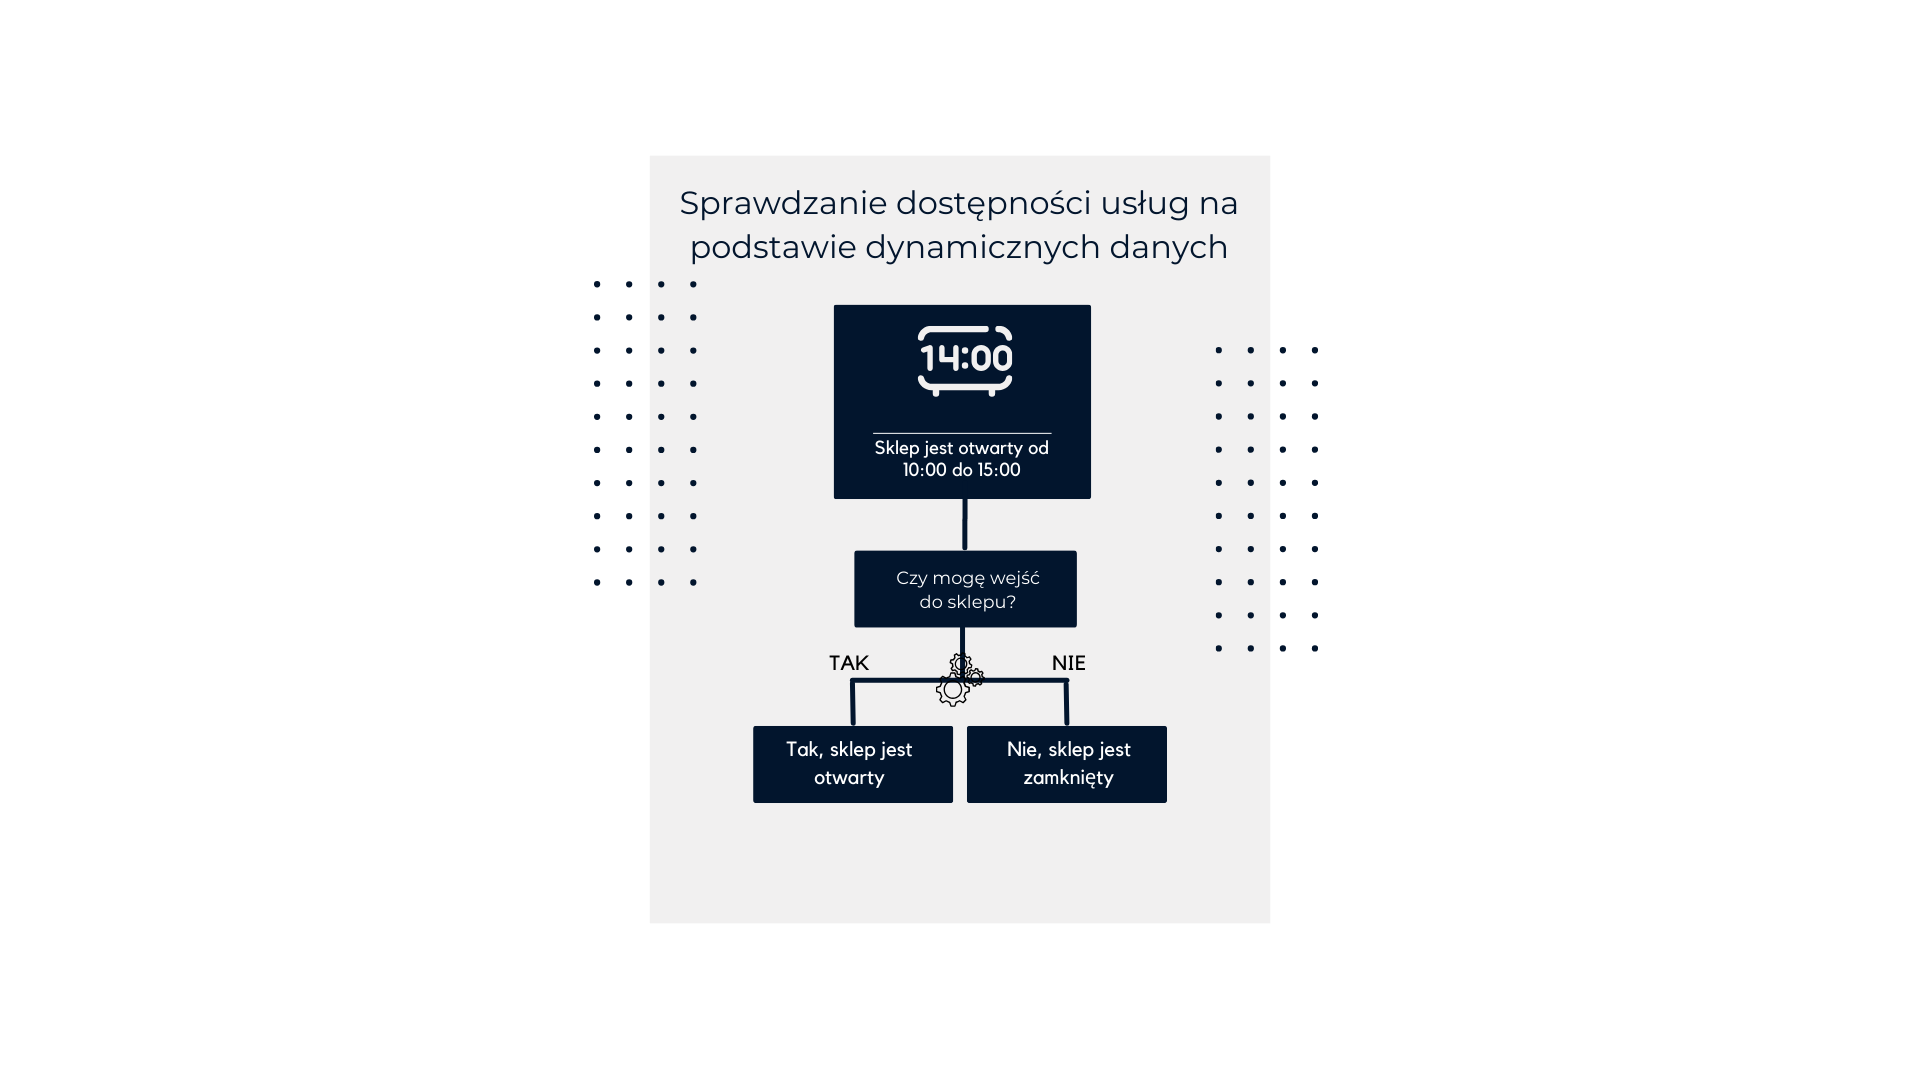 Sprawdzanie dostępności usług na
podstawie dynamicznych danych
14:00
Sklep jest otwarty od
10:00 do 15:00
Czy mogę wejść
do sklepu?
TAK
NIE
Tak, sklep jest
otwarty
Nie, sklep jest
zamknięty